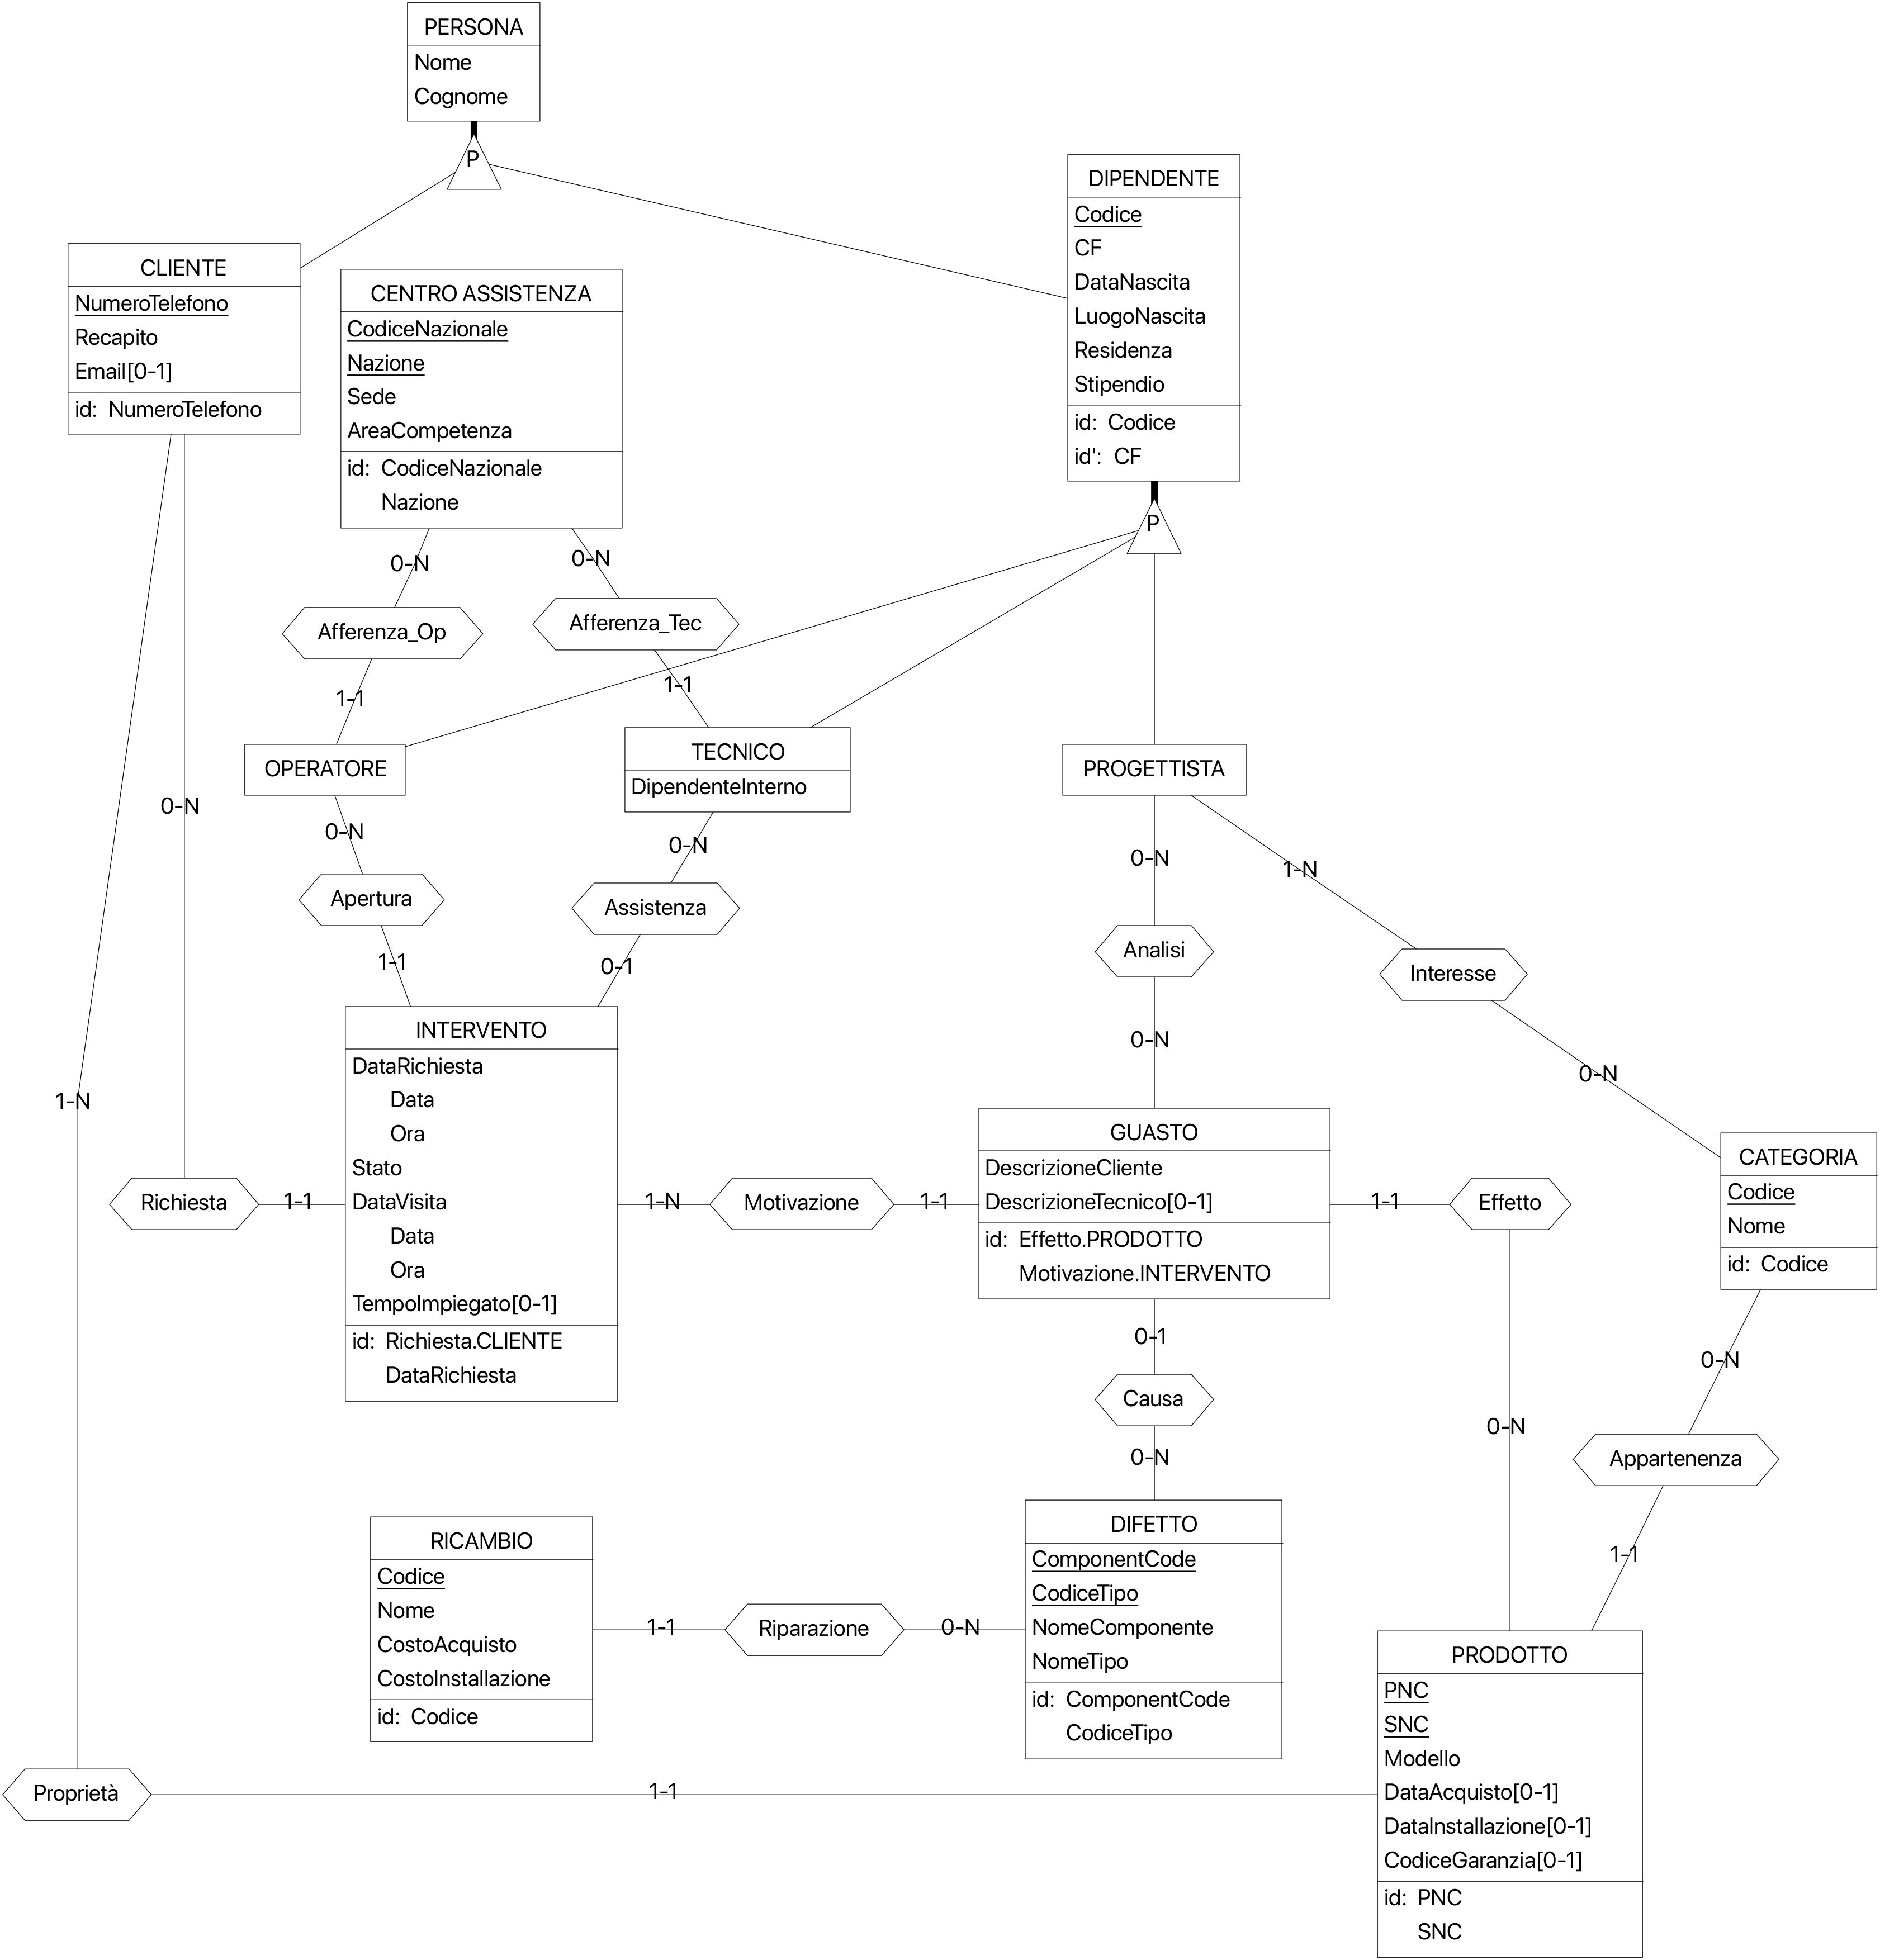 PERSONA
Nome
Cognome
P
DIPENDENTE
Codice
CF
DataNascita
LuogoNascita
Residenza
Stipendio
id: Codice
id': CF
CLIENTE
NumeroTelefono
Recapito
Email[0-1]
id: NumeroTelefono
CENTRO ASSISTENZA
CodiceNazionale
Nazione
Sede
AreaCompetenza
id: CodiceNazionale
Nazione
P
0-N
0-N
Afferenza_Op
Afferenza_Tec
1-1
1-1
OPERATORE
TECNICO
DipendenteInterno
PROGETTISTA
0-N
0-N
0-N
0-N
1-N
Apertura
Assistenza
Analisi
Interesse
1-1
0-1
0-N
0-N
1-N
INTERVENTO
DataRichiesta
Data
Ora
Stato
DataVisita
Data
Ora
TempoImpiegato[0-1]
id: Richiesta.CLIENTE
DataRichiesta
Richiesta
1-1
1-N
Motivazione
1-1
GUASTO
DescrizioneCliente
DescrizioneTecnico[0-1]
id: Effetto.PRODOTTO
Motivazione.INTERVENTO
1-1
Effetto
CATEGORIA
Codice
Nome
id: Codice
0-1
Causa
0-N
0-N
0-N
Appartenenza
1-1
RICAMBIO
Codice
Nome
CostoAcquisto
CostoInstallazione
id: Codice
1-1
Riparazione
0-N
DIFETTO
ComponentCode
CodiceTipo
NomeComponente
NomeTipo
id: ComponentCode
CodiceTipo
PRODOTTO
PNC
SNC
Modello
DataAcquisto[0-1]
DataInstallazione[0-1]
CodiceGaranzia[0-1]
id: PNC
SNC
Proprietà
1-1